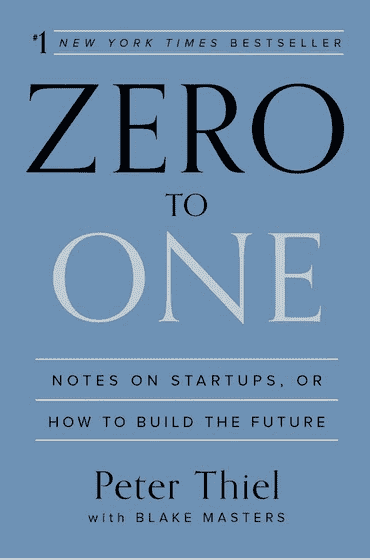 #1 NEW YORK TIMES BESTSELLER
ZERO
TO
ONE
NOTES ON STARTUPS, OR
HOW TO BUILD THE FUTURE
Peter Thiel
with BLAKE MASTERS